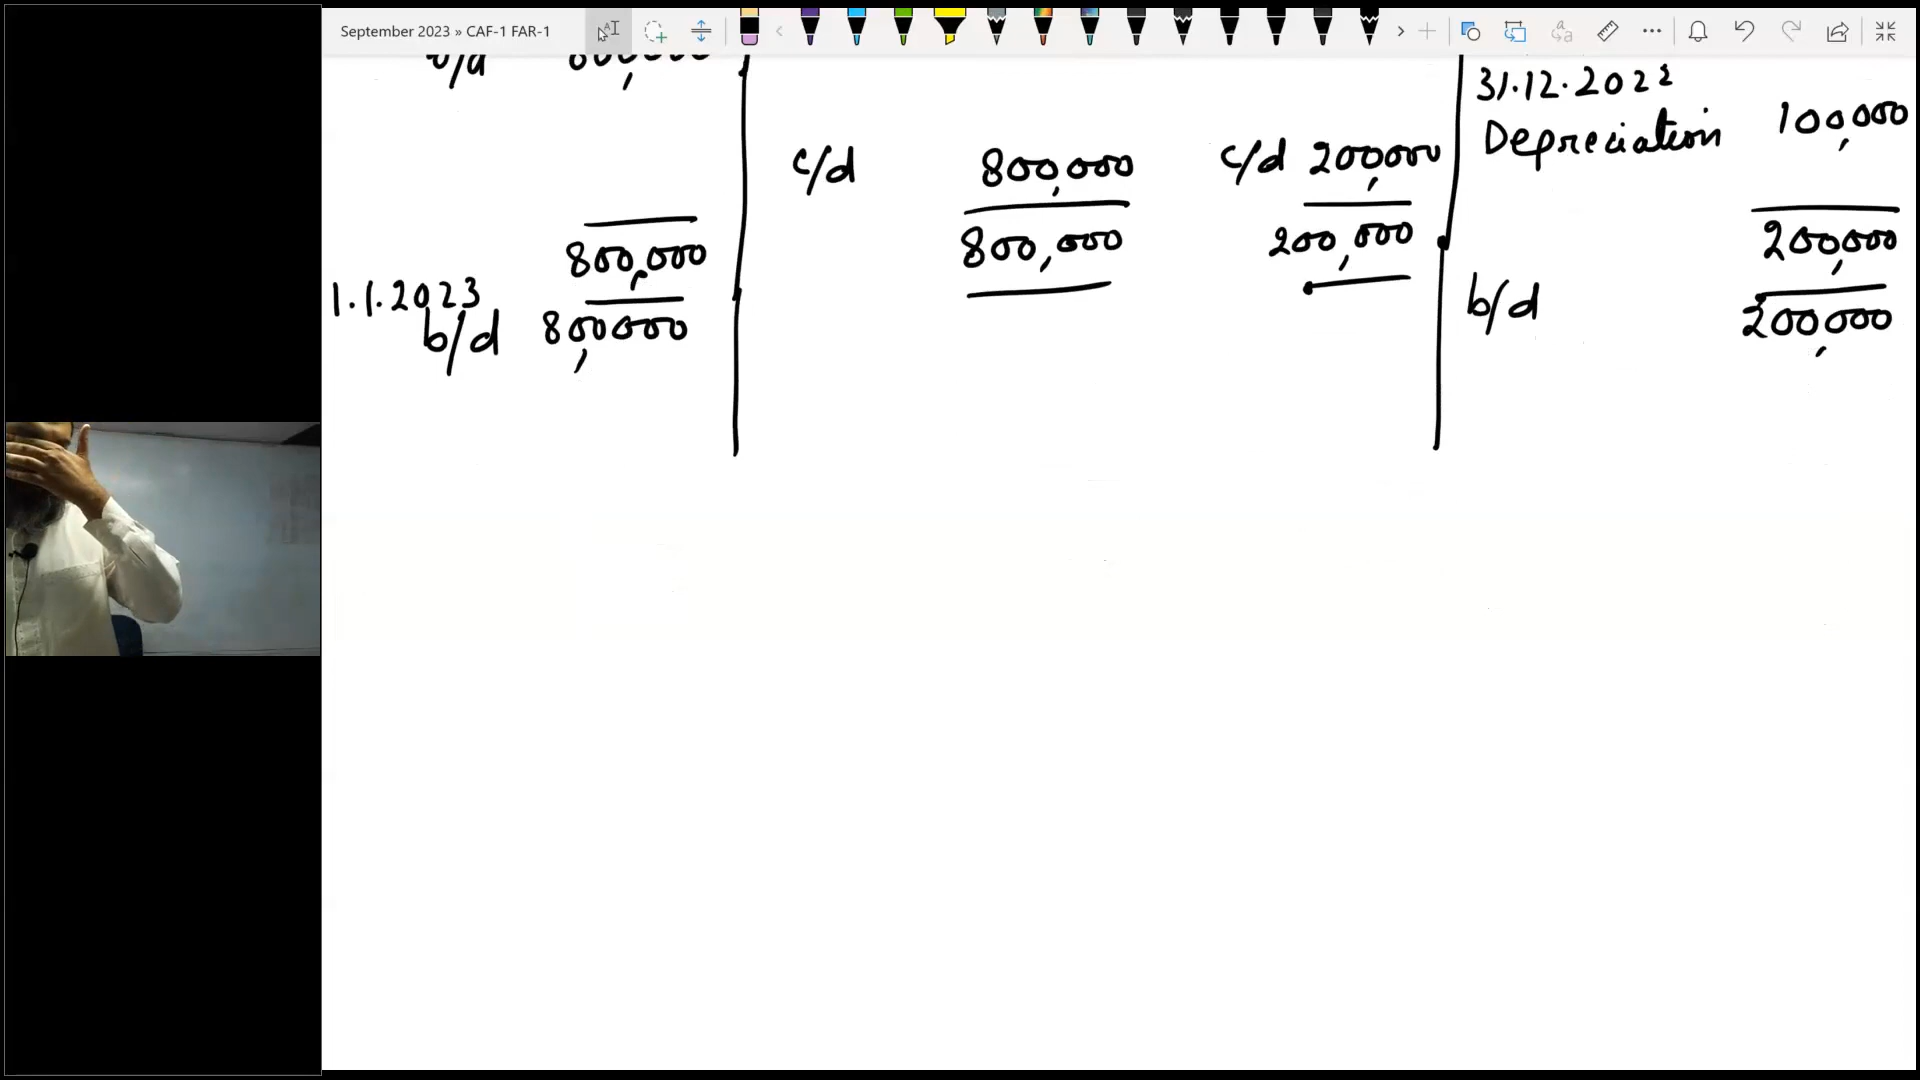 September 2023 » CAF-1 FAR-1
b/d
31.12.2022
Depreciation 100,000
c/d 800,000 c/d 200,000
800,000 800,000 200,000 200,000
1.1.2023
b/d 800,000 b/d 200,000